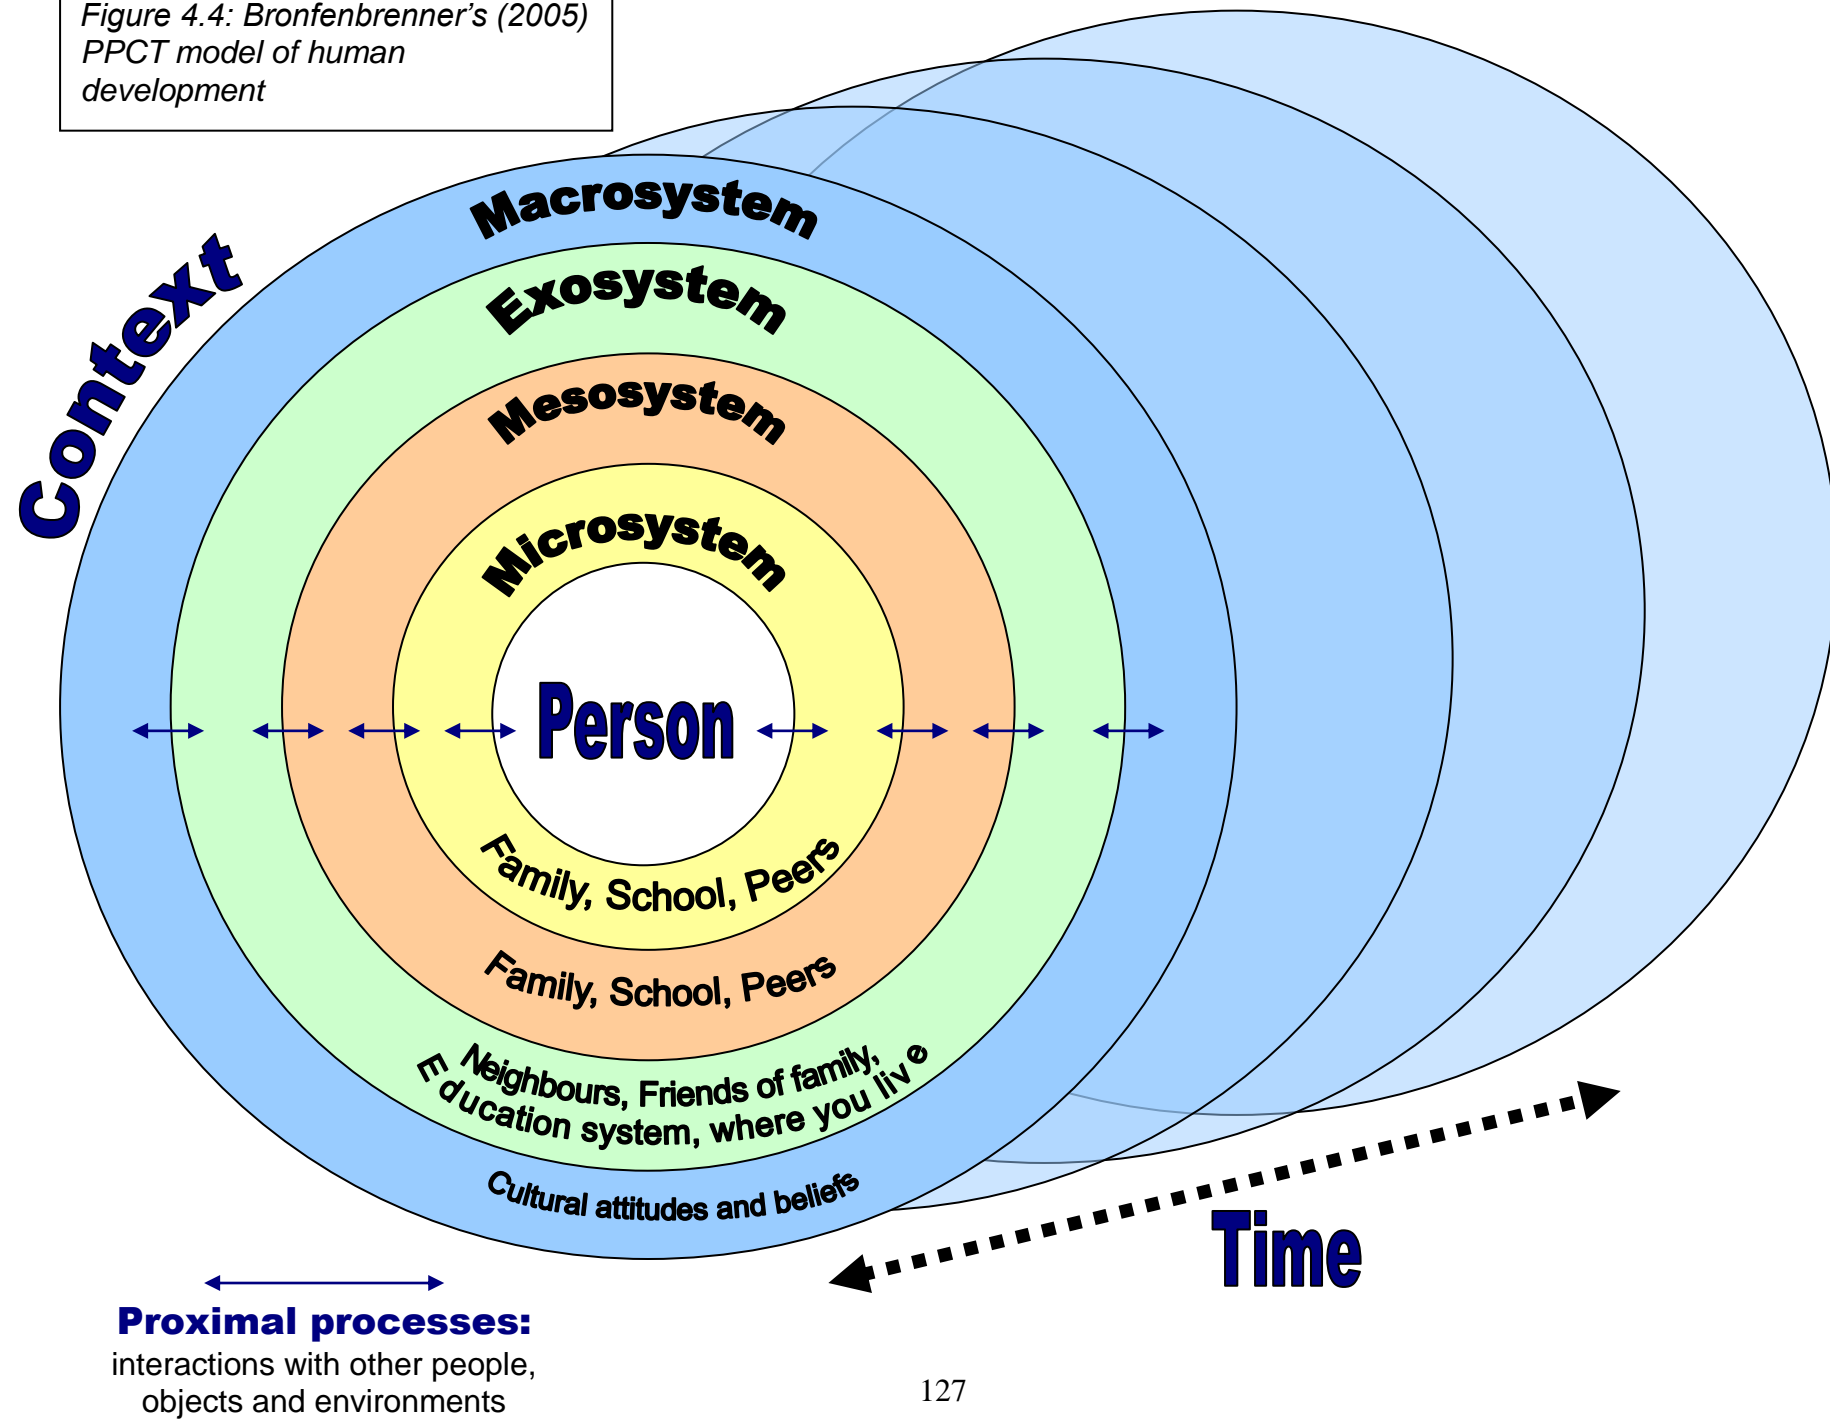 Figure 4.4: Bronfenbrenner's (2005)
PPCT model of human
development
Context
Macrosystem
Exosystem
Mesosystem
Microsystem
Person
Family, School, Peers
Family, School, Peers
Neighbours, Friends of family,
Education system, where you live
Cultural attitudes and beliefs
Time
Proximal processes:
interactions with other people,
objects and environments
127